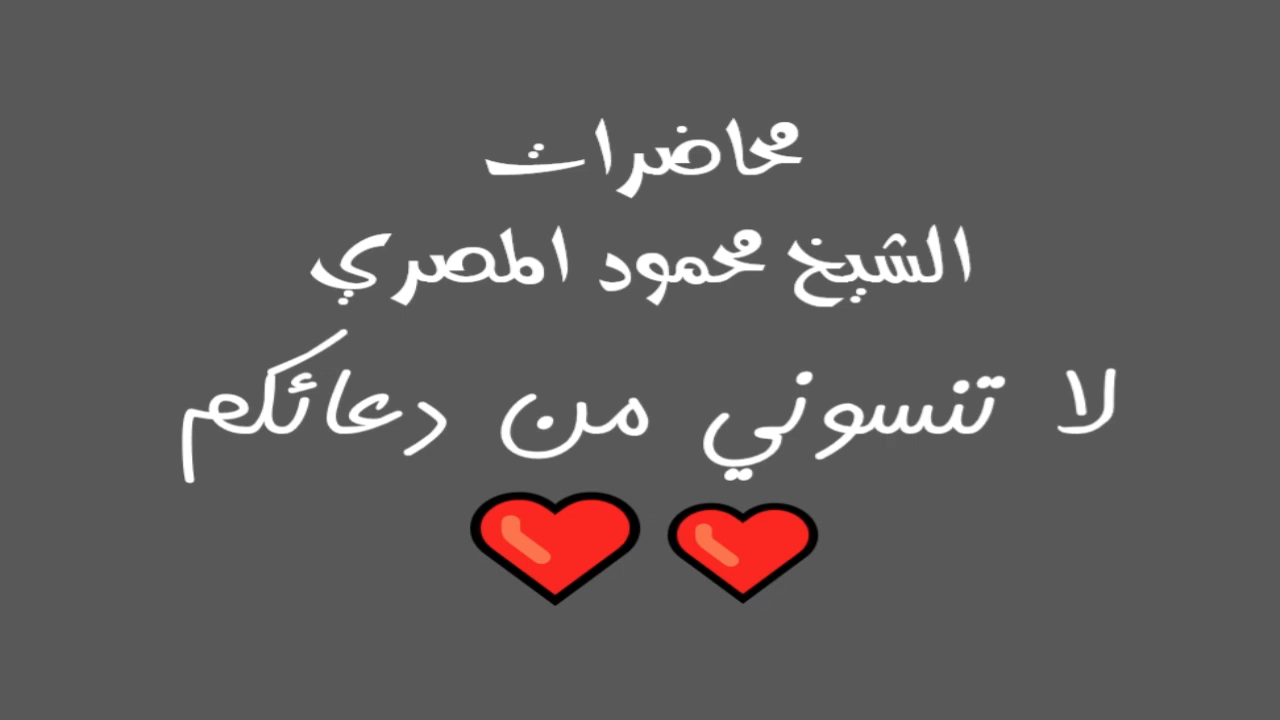 محاضرات
الشيخ محمود المصري
لا تنسوني من دعائكم